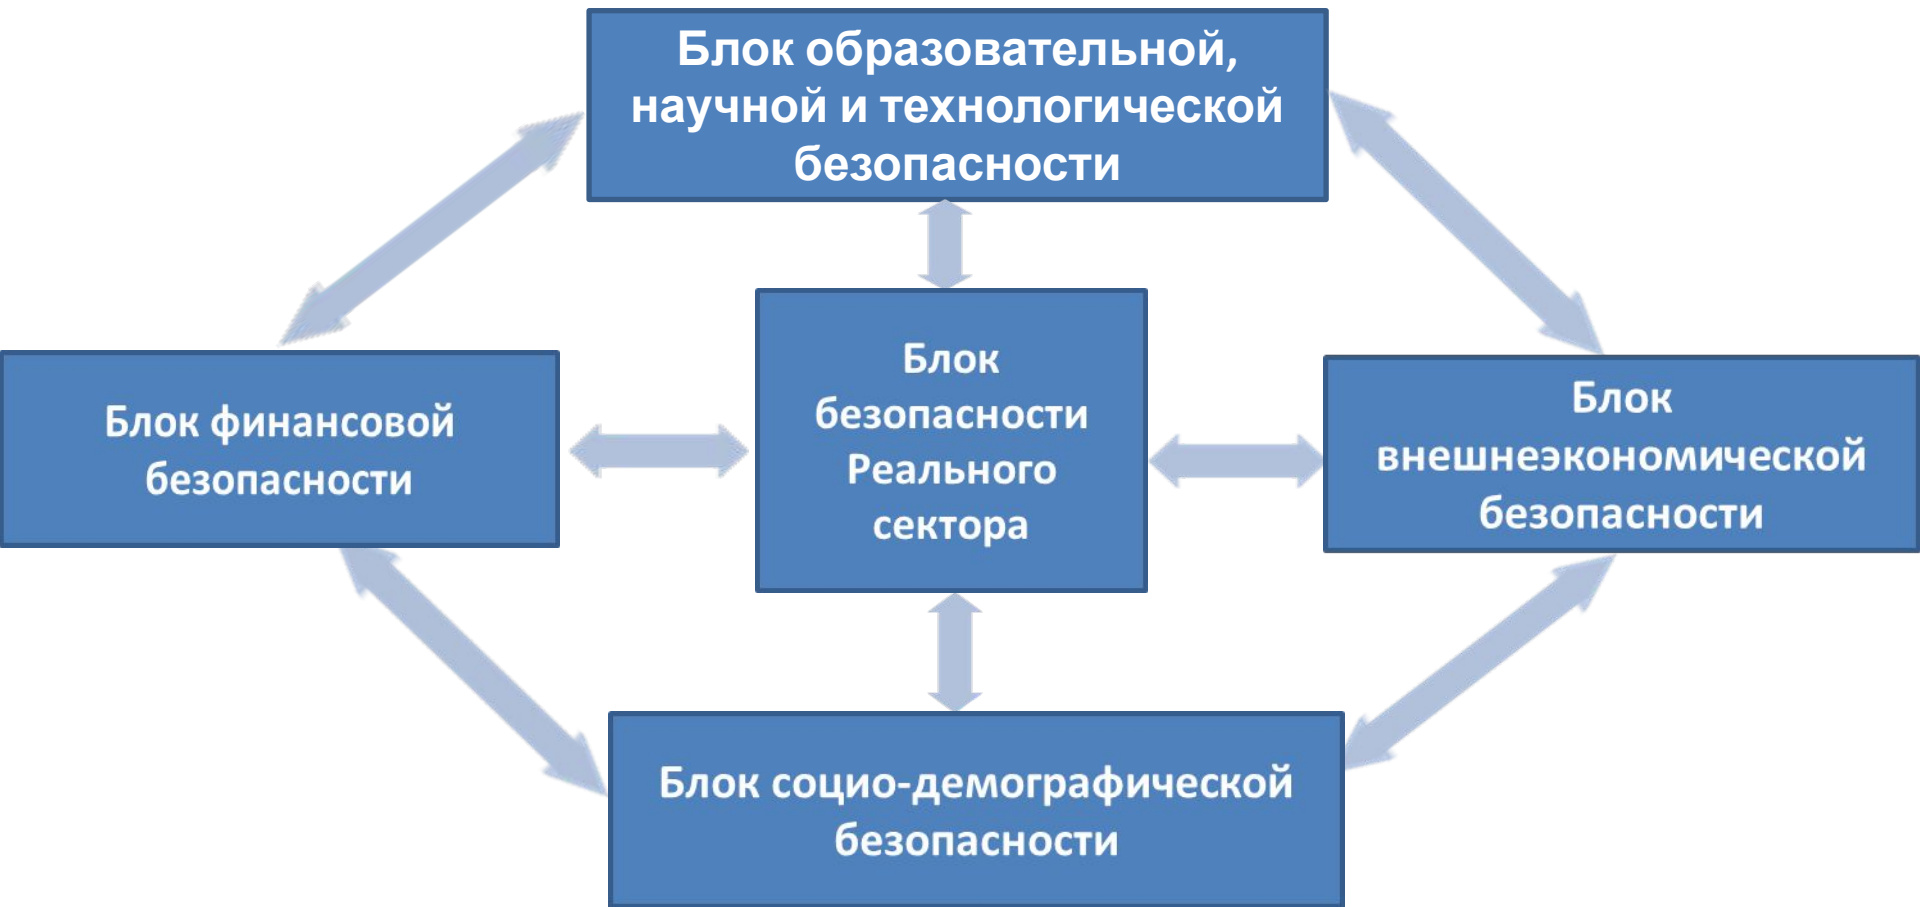 Блок образовательной,
научной и технологической
безопасности
Блок финансовой
безопасности
Блок
безопасности
Реального
сектора
Блок
внешнеэкономической
безопасности
Блок социо-демографической
безопасности